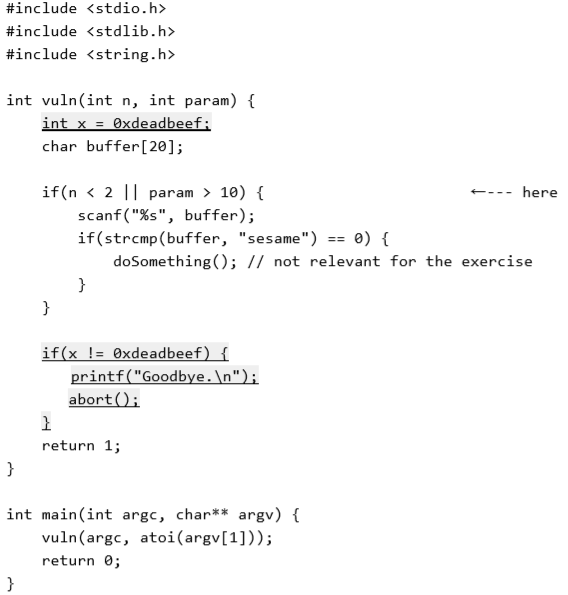 #include <stdio.h>
#include <stdlib.h>
#include <string.h>

int vuln(int n, int param) {
    int x = 0xdeadbeef;
    char buffer[20];

    if(n < 2 || param > 10) {                    ←--- here
        scanf("%s", buffer);
        if(strcmp(buffer, "sesame") == 0) {
            doSomething(); // not relevant for the exercise
        }
    }

    if(x != 0xdeadbeef) {
        printf("Goodbye.\n");
        abort();
    }
    return 1;
}

int main(int argc, char** argv) {
    vuln(argc, atoi(argv[1]));
    return 0;
}